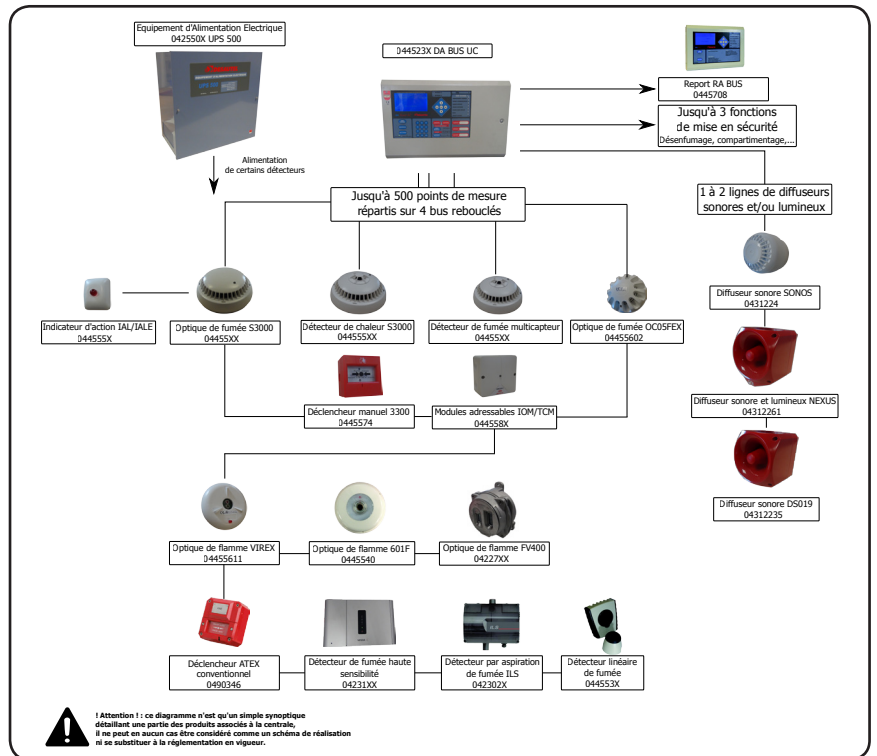 Equipement d'Alimentation Electrique
042550X UPS 500
044523X DA BUS UC
Report RA BUS
0445708
Jusqu'à 3 fonctions
de mise en sécurité
Désenfumage, compartimentage,...
Alimentation
de certains détecteurs
Jusqu'à 500 points de mesure
répartis sur 4 bus rebouclés
1 à 2 lignes de diffuseurs
sonores et/ou lumineux
Indicateur d'action IAL/IALE
044555X
Optique de fumée S3000
04455XX
Détecteur de chaleur S3000
044555XX
Détecteur de fumée multicapteur
04455XX
Optique de fumée OC05FEX
04455602
Diffuseur sonore SONOS
0431224
Déclencheur manuel 3300
0445574
Modules adressables IOM/TCM
044558X
Diffuseur sonore et lumineux NEXUS
04312261
Diffuseur sonore DS019
04312235
Optique de flamme VIREX
04455611
Optique de flamme 601F
0445540
Optique de flamme FV400
04227XX
Déclencheur ATEX
conventionnel
0490346
Détecteur de fumée haute
sensibilité
04231XX
Détecteur par aspiration
de fumée ILS
042302X
Détecteur linéaire
de fumée
044553X
! Attention ! : ce diagramme n'est qu'un simple synoptique
détaillant une partie des produits associés à la centrale,
il ne peut en aucun cas être considéré comme un schéma de réalisation
ni se substituer à la réglementation en vigueur.